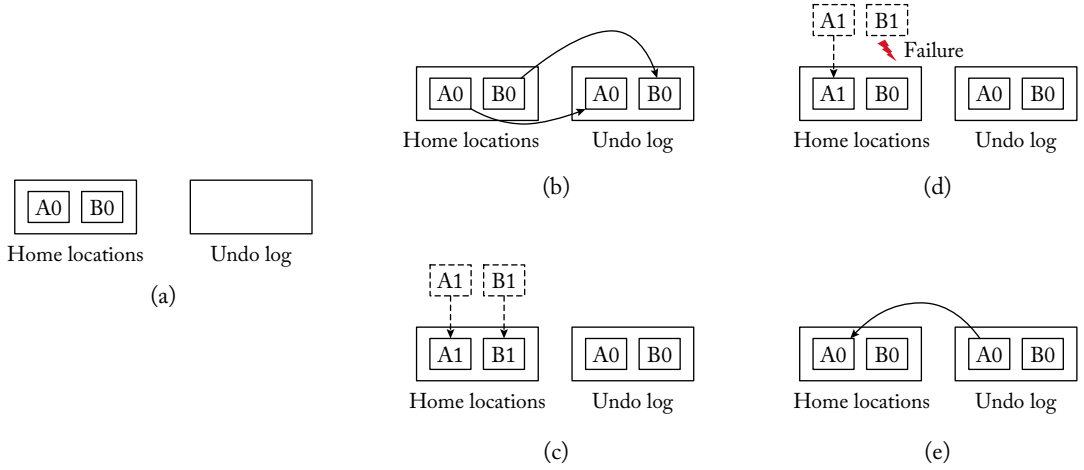 A0 B0
Home locations Undo log
(a)
A0 B0 A0 B0
Home locations Undo log
(b)
A1 B1
A1 B1 A0 B0
Home locations Undo log
(c)
A1 B1
Failure
A1 B0 A0 B0
Home locations Undo log
(d)
A0 B0 A0 B0
Home locations Undo log
(e)